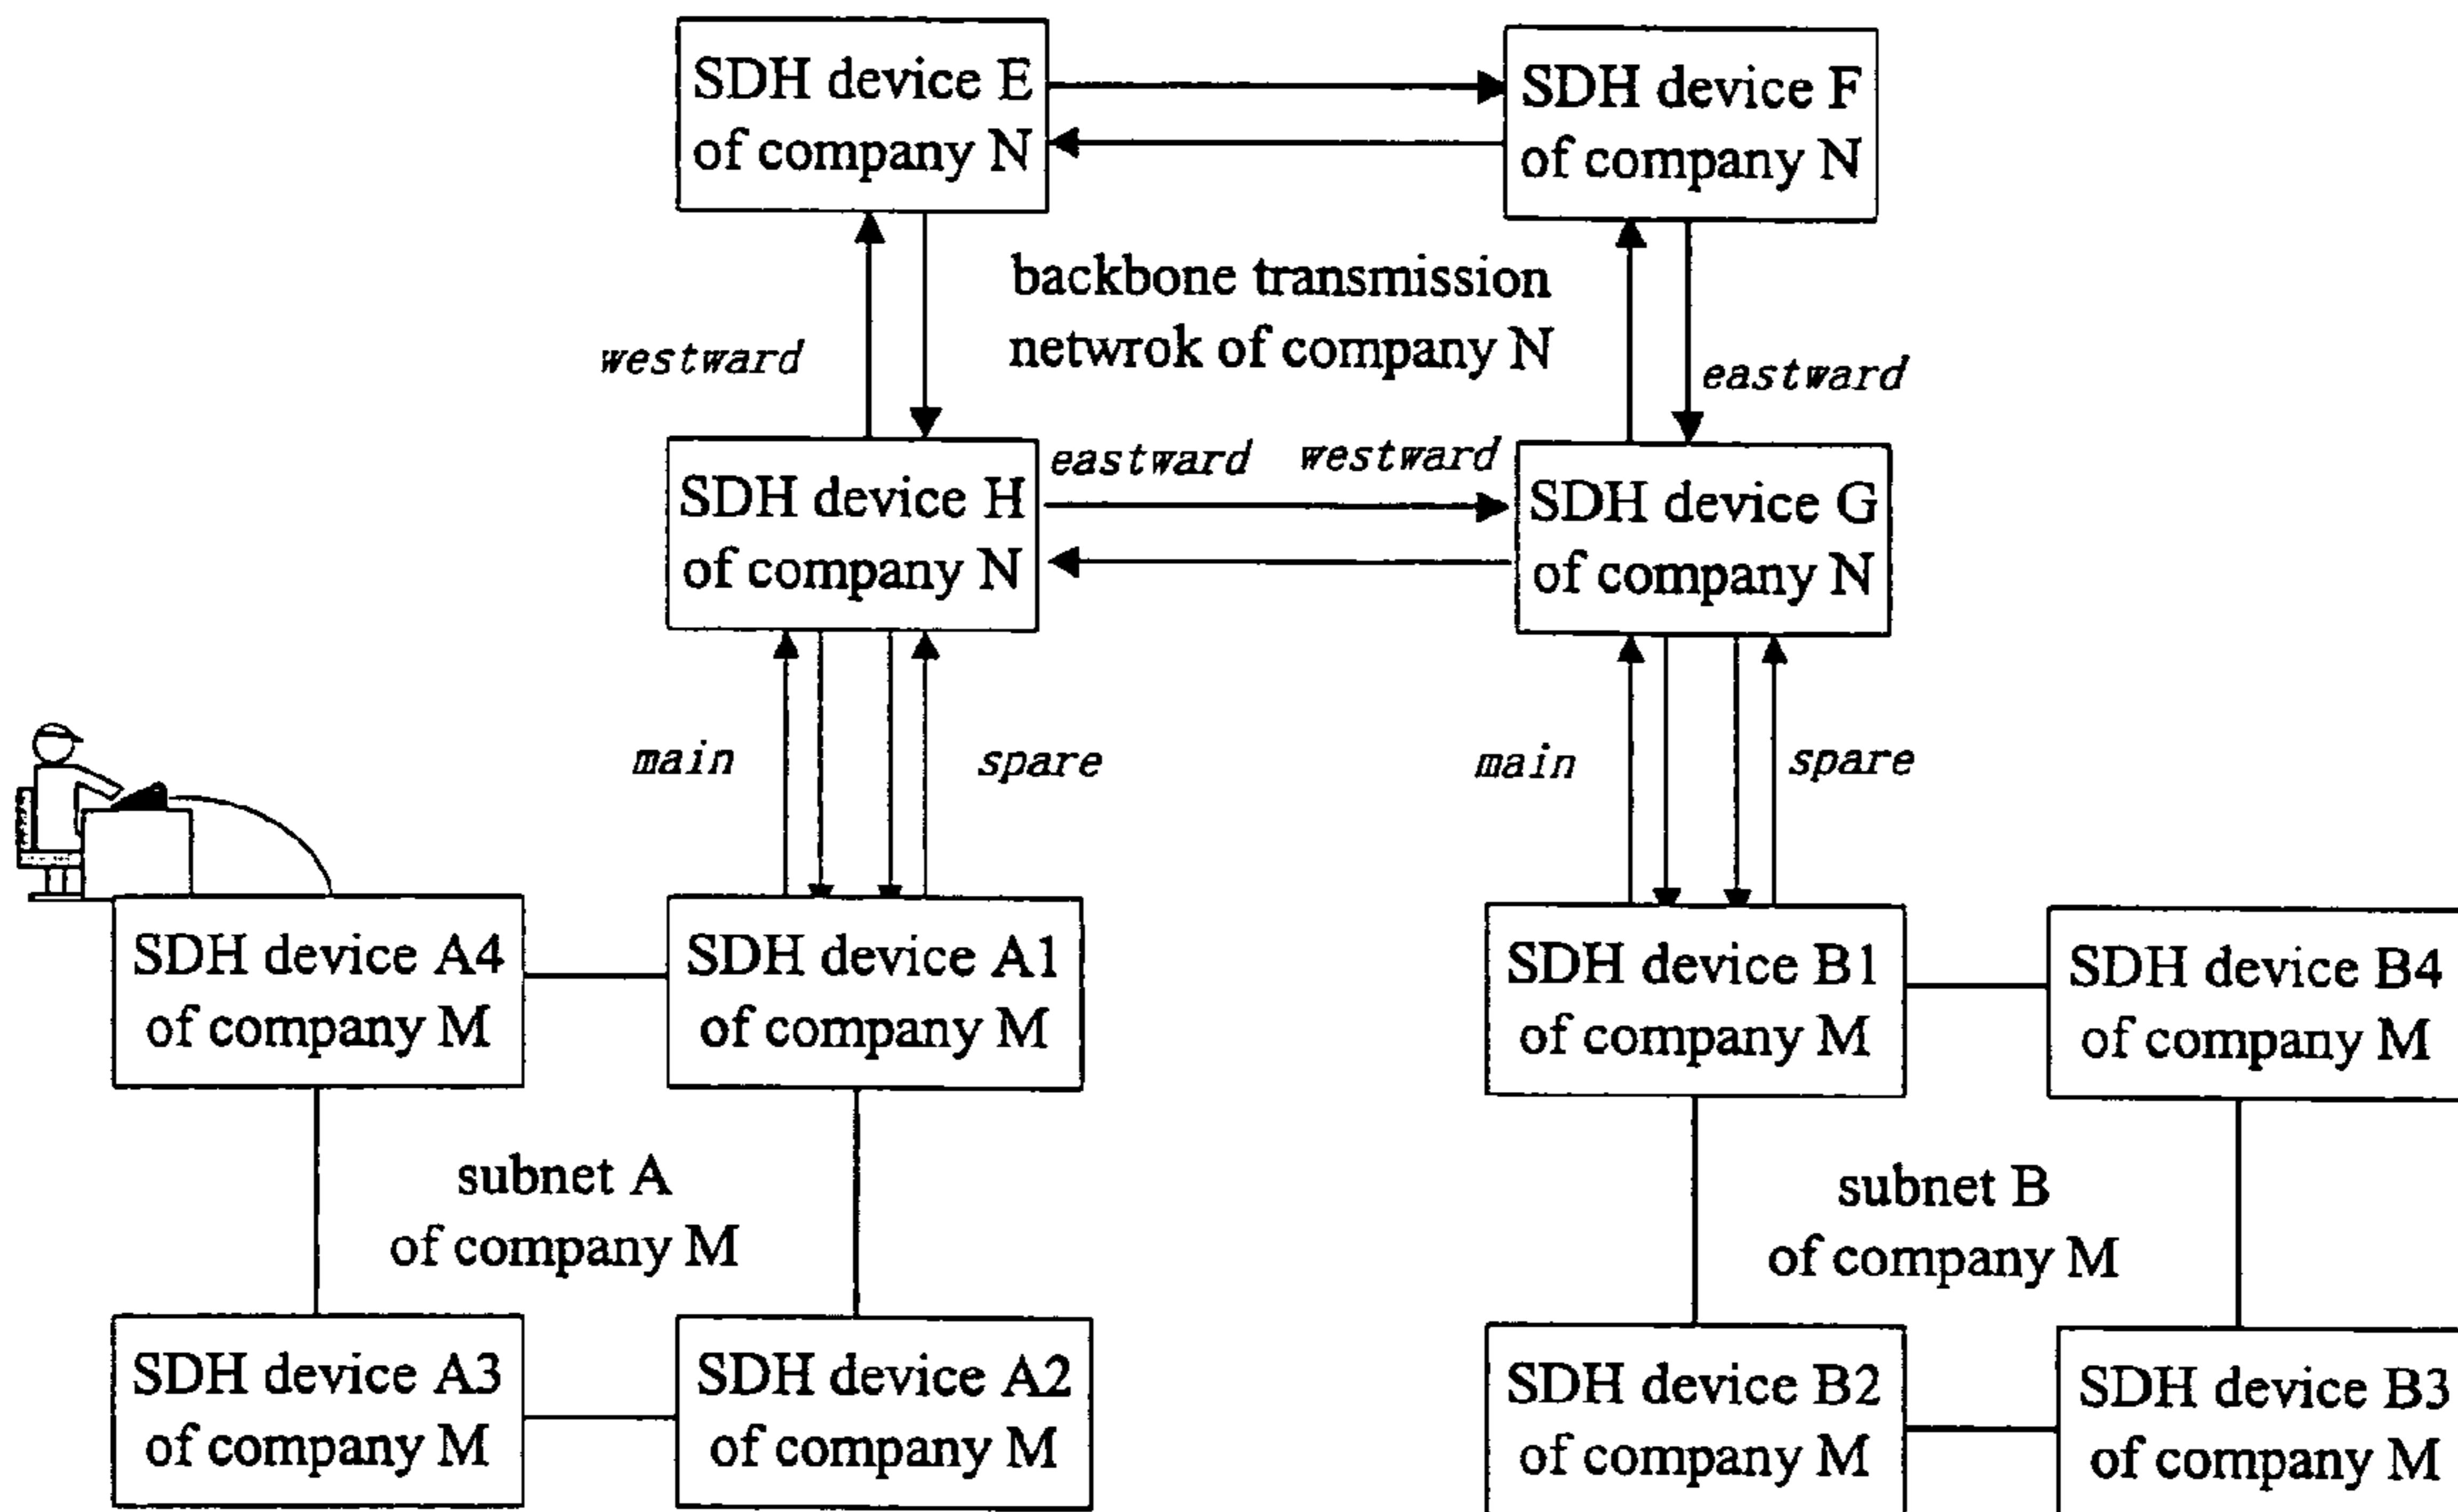 SDH device E
of company N
SDH device F
of company N
backbone transmission
netwrok of company N
westward
eastward
SDH device H
of company N
eastward
westward
SDH device G
of company N
main
spare
main
spare
SDH device A4
of company M
SDH device A1
of company M
SDH device B1
of company M
SDH device B4
of company M
subnet A
of company M
subnet B
of company M
SDH device A3
of company M
SDH device A2
of company M
SDH device B2
of company M
SDH device B3
of company M